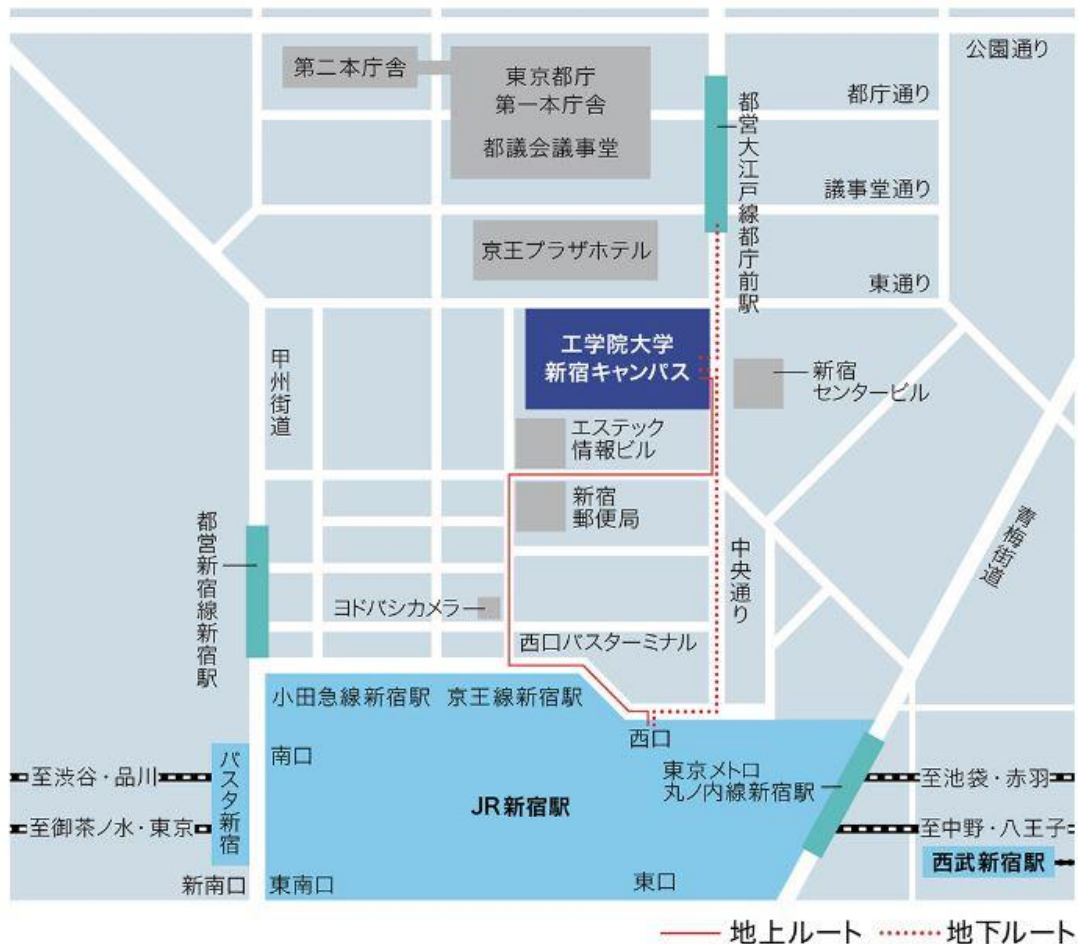 公園通り
第二本庁舎
東京都庁
第一本庁舎
都議会議事堂
都庁通り
都営大江戸線都庁前駅
議事堂通り
京王プラザホテル
東通り
工学院大学
新宿キャンパス
甲州街道
新宿
センタービル
エステック
情報ビル
新宿
郵便局
青梅街道
都営新宿線新宿駅
中央通り
ヨドバシカメラ
西口バスターミナル
小田急線新宿駅
京王線新宿駅
西口
南口
バスタ新宿
東京メトロ
丸ノ内線新宿駅
至渋谷・品川
至池袋・赤羽
JR新宿駅
至御茶ノ水・東京
至中野・八王子
西武新宿駅
新南口
東南口
東口
地上ルート
地下ルート